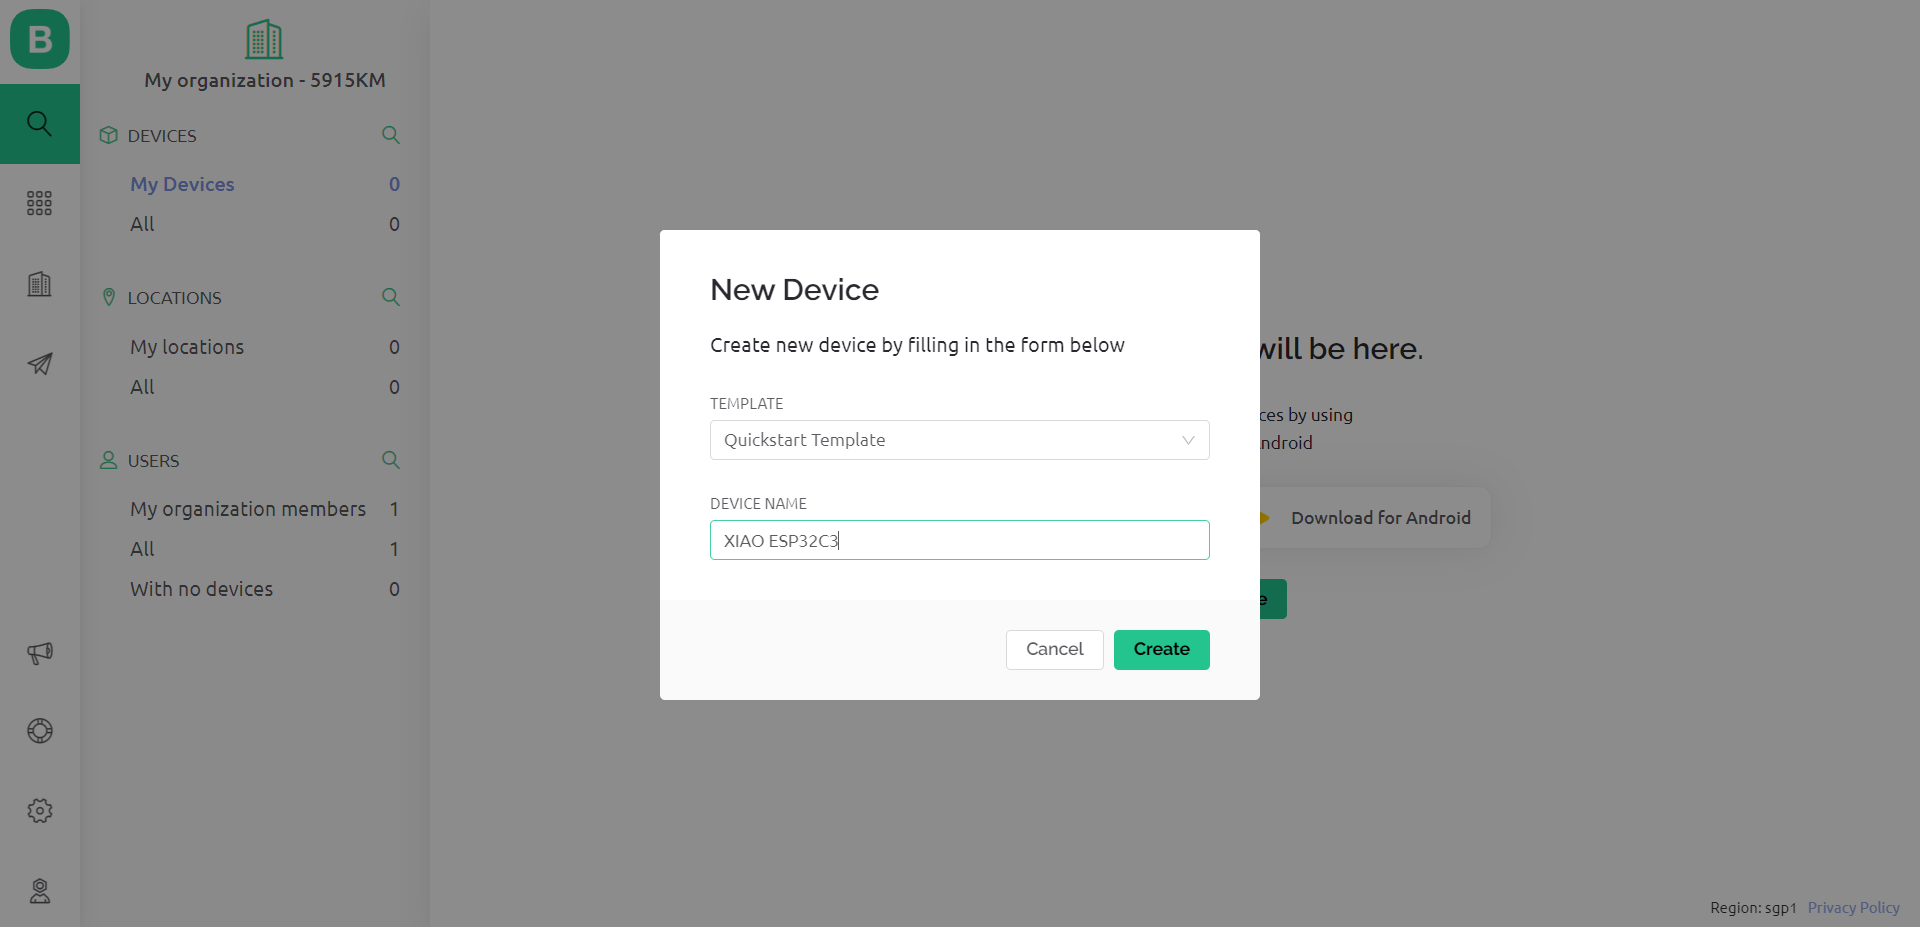 B
My organization - 5915KM
DEVICES
My Devices 0
All 0
LOCATIONS
My locations 0
All 0
USERS
My organization members 1
All 1
With no devices 0
New Device
Create new device by filling in the form below
TEMPLATE
Quickstart Template
DEVICE NAME
XIAO ESP32C3
Cancel Create
will be here.
by using
Download for Android
Region: sgp1 Privacy Policy